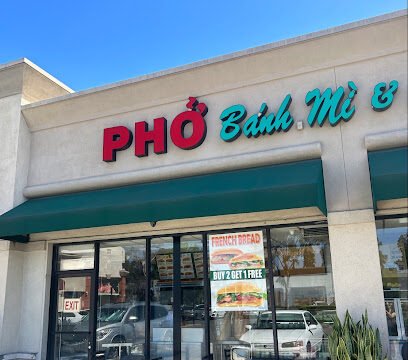 PHỞ Bánh Mì &
FRENCH BREAD
BUY 2 GET 1 FREE
EXIT